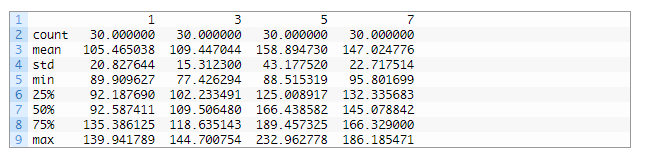 1 1 3 5 7
2 count 30.000000 30.000000 30.000000 30.000000
3 mean 105.465038 109.447044 158.894730 147.024776
4 std 20.827644 15.312300 43.177520 22.717514
5 min 89.909627 77.426294 88.515319 95.801699
6 25% 92.187690 102.233491 125.008917 132.335683
7 50% 92.587411 109.506480 166.438582 145.078842
8 75% 135.386125 118.635143 189.457325 166.329000
9 max 139.941789 144.700754 232.962778 186.185471